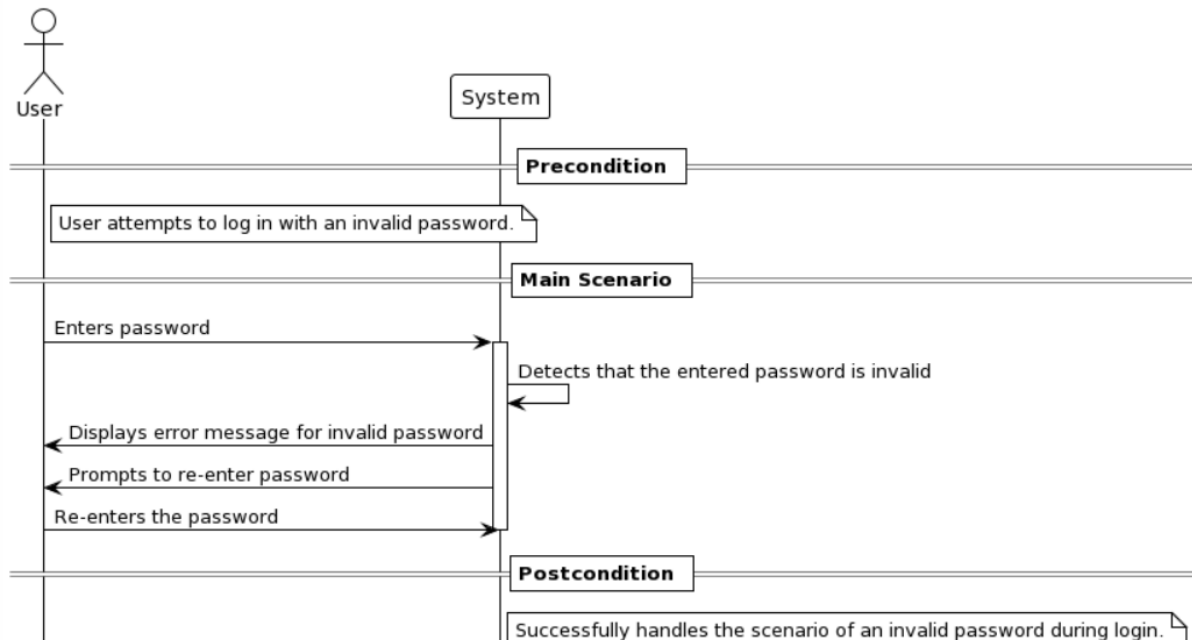 User
System
Precondition
User attempts to log in with an invalid password.
Main Scenario
Enters password
Detects that the entered password is invalid
Displays error message for invalid password
Prompts to re-enter password
Re-enters the password
Postcondition
Successfully handles the scenario of an invalid password during login.